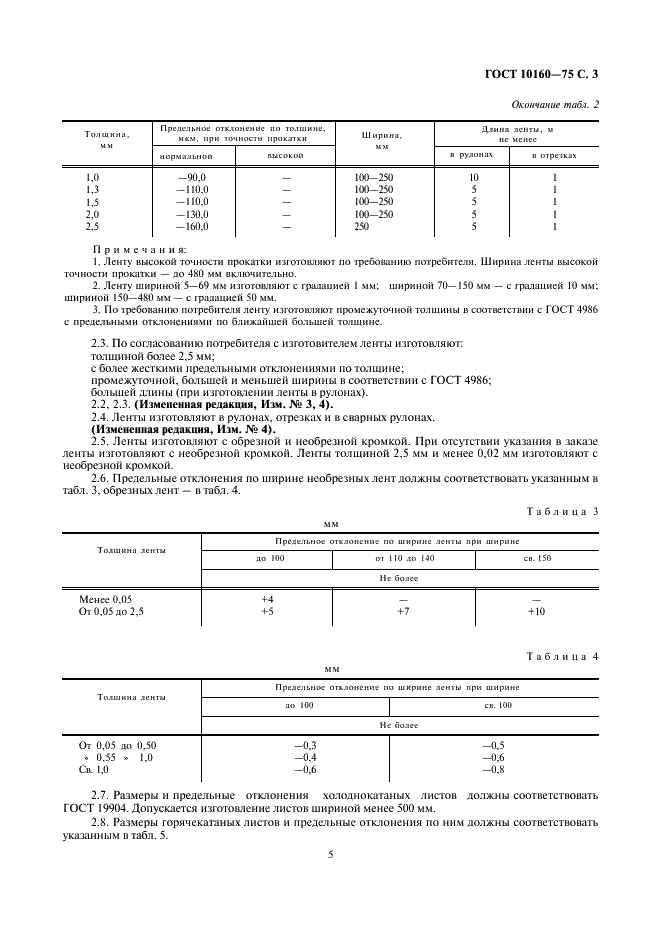 ГОСТ 10160—75 С. 3
Окончание табл. 2
Толщина, мм | Предельное отклонение по толщине, мкм, при точности прокатки | Ширина, мм | Длина ленты, м не менее
нормальной | высокой | в рулонах | в отрезках
1,0 | —90,0 | — | 100—250 | 10 | 1
1,3 | —110,0 | — | 100—250 | 5 | 1
1,5 | —110,0 | — | 100—250 | 5 | 1
2,0 | —130,0 | — | 100—250 | 5 | 1
2,5 | —160,0 | — | 250 | 5 | 1
Примечания:
1. Ленту высокой точности прокатки изготовляют по требованию потребителя. Ширина ленты высокой
точности прокатки — до 480 мм включительно.
2. Ленту шириной 5—69 мм изготовляют с градацией 1 мм; шириной 70—150 мм — с градацией 10 мм;
шириной 150—480 мм — с градацией 50 мм.
3. По требованию потребителя ленту изготовляют промежуточной толщины в соответствии с ГОСТ 4986
с предельными отклонениями по ближайшей большей толщине.
2.3. По согласованию потребителя с изготовителем ленты изготовляют:
толщиной более 2,5 мм;
с более жесткими предельными отклонениями по толщине;
промежуточной, большей и меньшей ширины в соответствии с ГОСТ 4986;
большей длины (при изготовлении ленты в рулонах).
2.2, 2.3. (Измененная редакция, Изм. № 3, 4).
2.4. Ленты изготовляют в рулонах, отрезках и в сварных рулонах.
(Измененная редакция, Изм. № 4).
2.5. Ленты изготовляют с обрезной и необрезной кромкой. При отсутствии указания в заказе
ленты изготовляют с необрезной кромкой. Ленты толщиной 2,5 мм и менее 0,02 мм изготовляют с
необрезной кромкой.
2.6. Предельные отклонения по ширине необрезных лент должны соответствовать указанным в
табл. 3, обрезных лент — в табл. 4.
Таблица 3
мм
Толщина ленты | Предельное отклонение по ширине ленты при ширине
до 100 | от 110 до 140 | св. 150
Не более
Менее 0,05 | +4 | — | —
От 0,05 до 2,5 | +5 | +7 | +10
Таблица 4
мм
Толщина ленты | Предельное отклонение по ширине ленты при ширине
до 100 | св. 100
Не более
От 0,05 до 0,50 | —0,3 | —0,5
» 0,55 » 1,0 | —0,4 | —0,6
Св. 1,0 | —0,6 | —0,8
2.7. Размеры и предельные отклонения холоднокатаных листов должны соответствовать
ГОСТ 19904. Допускается изготовление листов шириной менее 500 мм.
2.8. Размеры горячекатаных листов и предельные отклонения по ним должны соответствовать
указанным в табл. 5.
5